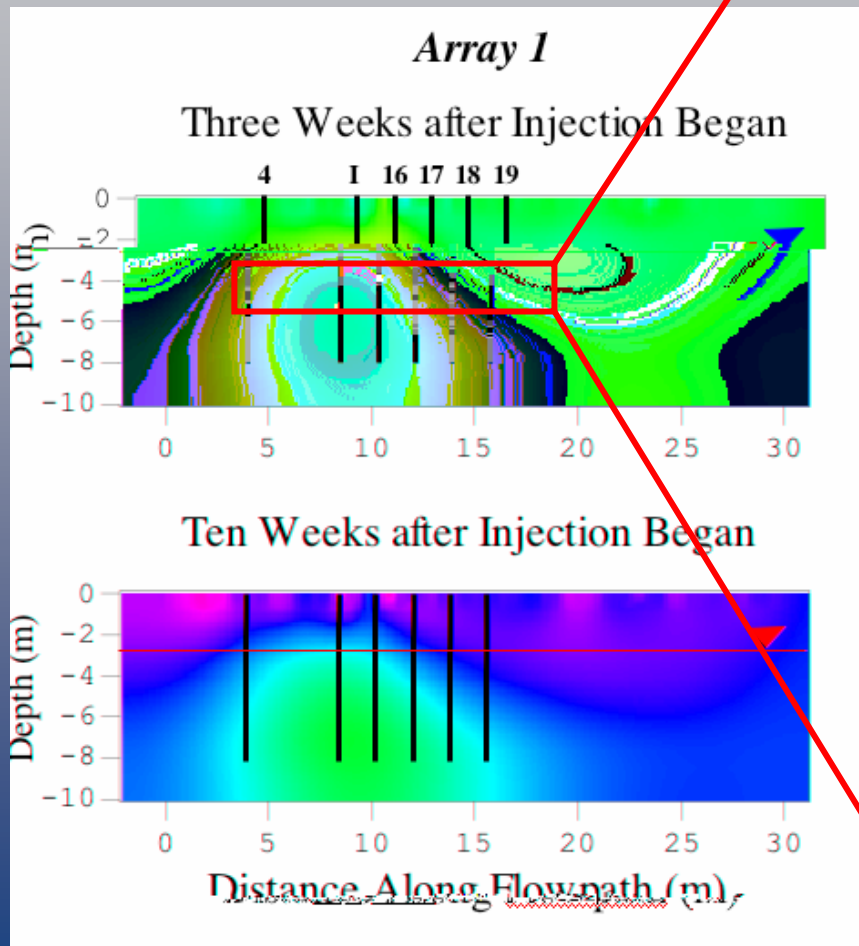 Array 1
Three Weeks after Injection Began
4 I 16 17 18 19
0
-2
-4
-6
-8
-10
Depth (m)
0 5 10 15 20 25 30
Ten Weeks after Injection Began
0
-2
-4
-6
-8
-10
Depth (m)
0 5 10 15 20 25 30
Distance Along Flowpath (m)